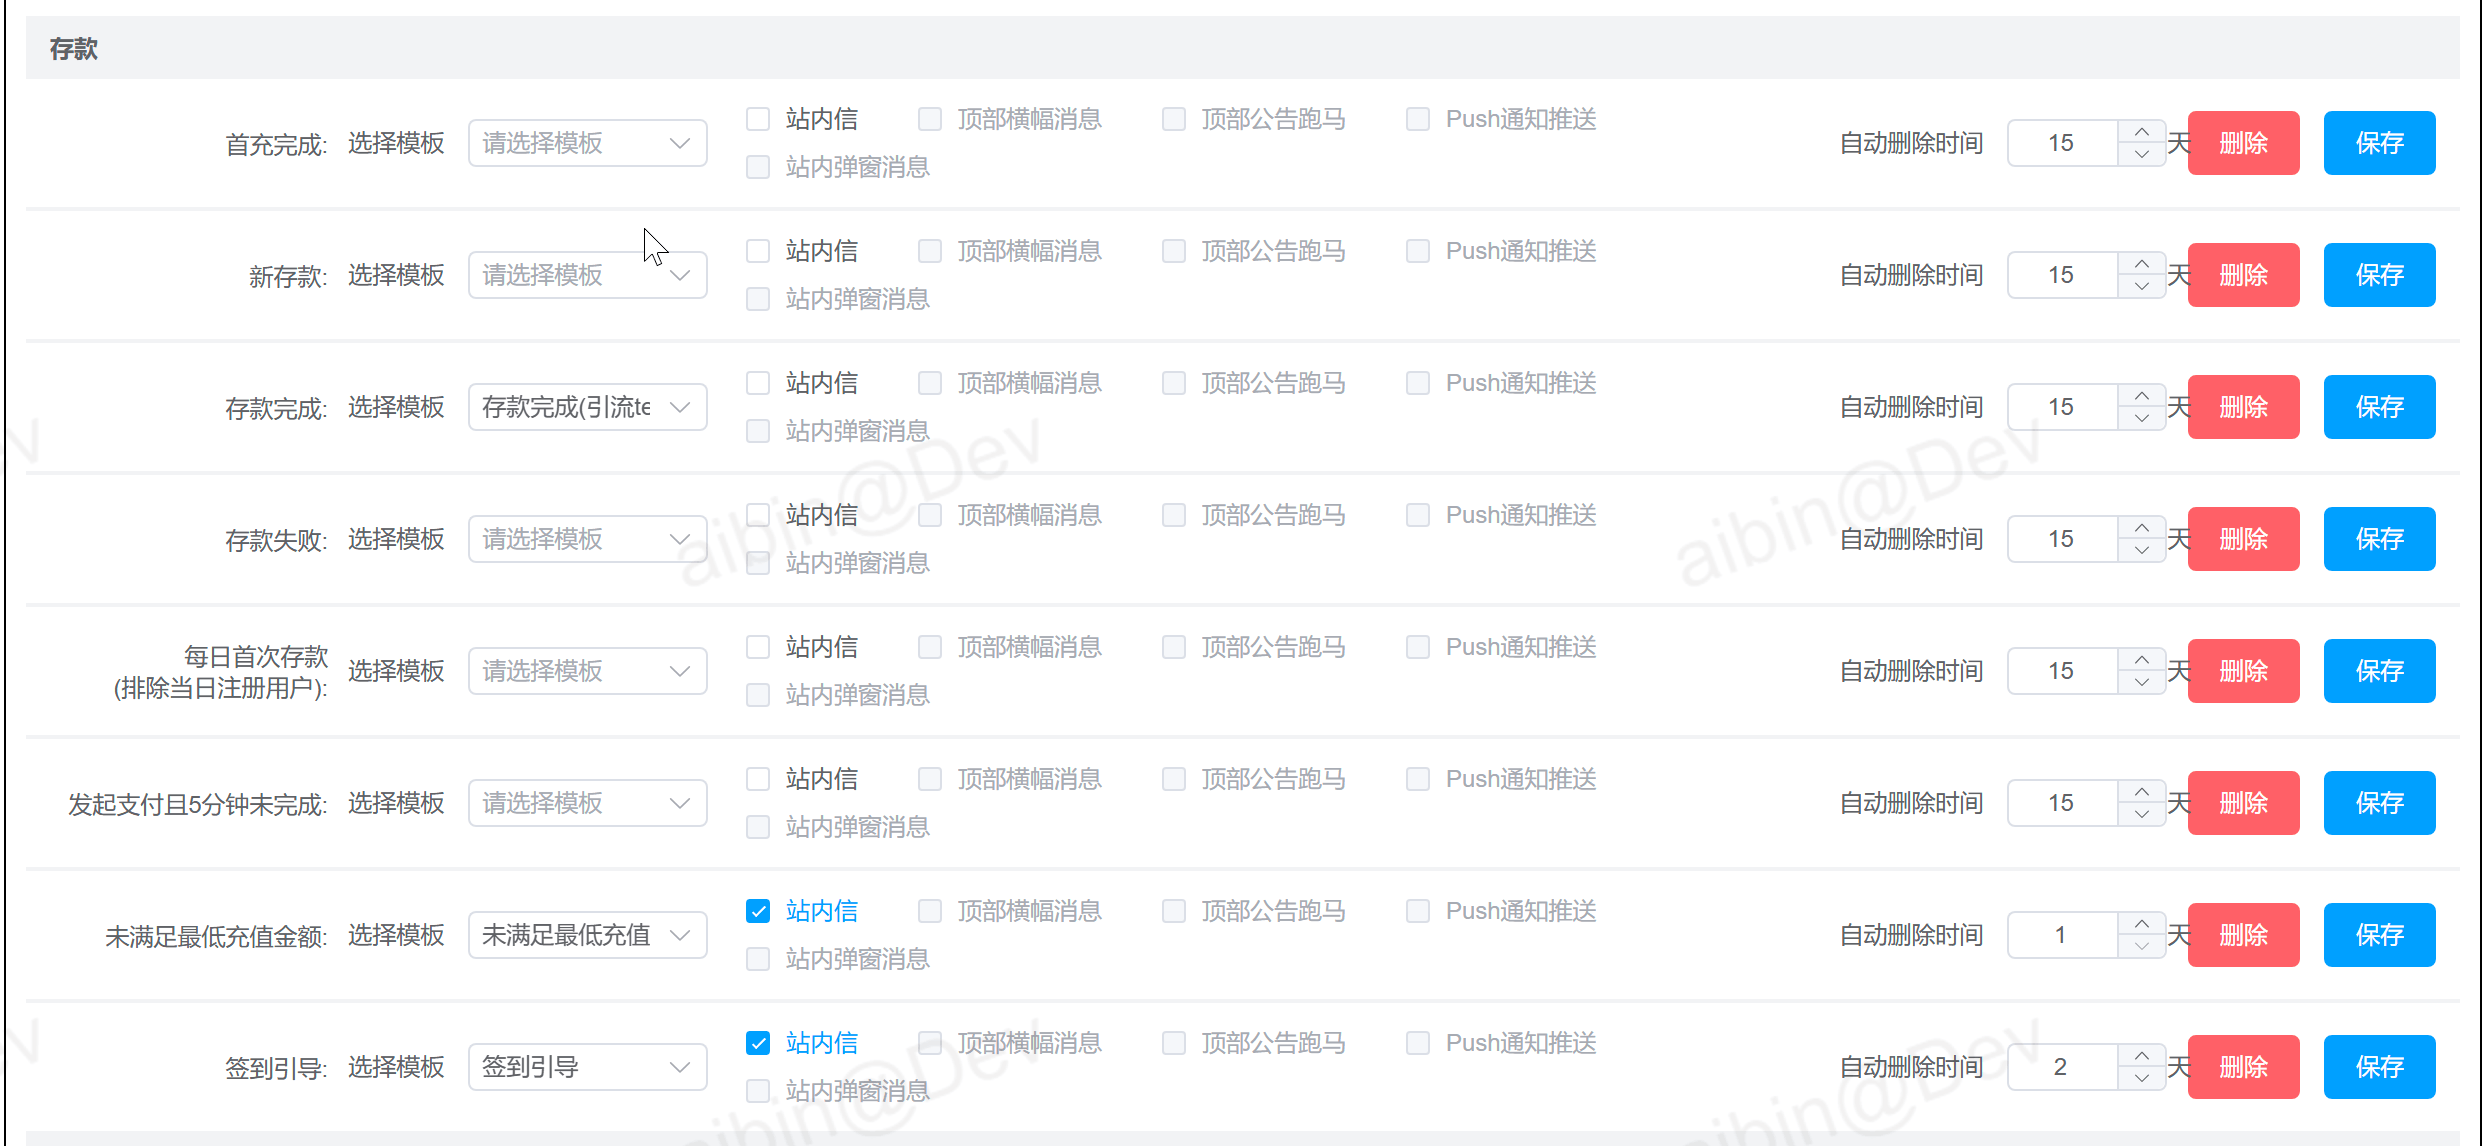 存款
首充完成: 选择模板 请选择模板 站内信 顶部横幅消息 顶部公告跑马 Push通知推送 自动删除时间 15 天 删除 保存
站内弹窗消息
新存款: 选择模板 请选择模板 站内信 顶部横幅消息 顶部公告跑马 Push通知推送 自动删除时间 15 天 删除 保存
站内弹窗消息
存款完成: 选择模板 存款完成(引流te 站内信 顶部横幅消息 顶部公告跑马 Push通知推送 自动删除时间 15 天 删除 保存
站内弹窗消息
存款失败: 选择模板 请选择模板 站内信 顶部横幅消息 顶部公告跑马 Push通知推送 自动删除时间 15 天 删除 保存
站内弹窗消息
每日首次存款
(排除当日注册用户): 选择模板 请选择模板 站内信 顶部横幅消息 顶部公告跑马 Push通知推送 自动删除时间 15 天 删除 保存
站内弹窗消息
发起支付且5分钟未完成: 选择模板 请选择模板 站内信 顶部横幅消息 顶部公告跑马 Push通知推送 自动删除时间 15 天 删除 保存
站内弹窗消息
未满足最低充值金额: 选择模板 未满足最低充值 站内信 顶部横幅消息 顶部公告跑马 Push通知推送 自动删除时间 1 天 删除 保存
站内弹窗消息
签到引导: 选择模板 签到引导 站内信 顶部横幅消息 顶部公告跑马 Push通知推送 自动删除时间 2 天 删除 保存
站内弹窗消息
aibin@Dev
aibin@Dev
aibin@Dev
aibin@Dev